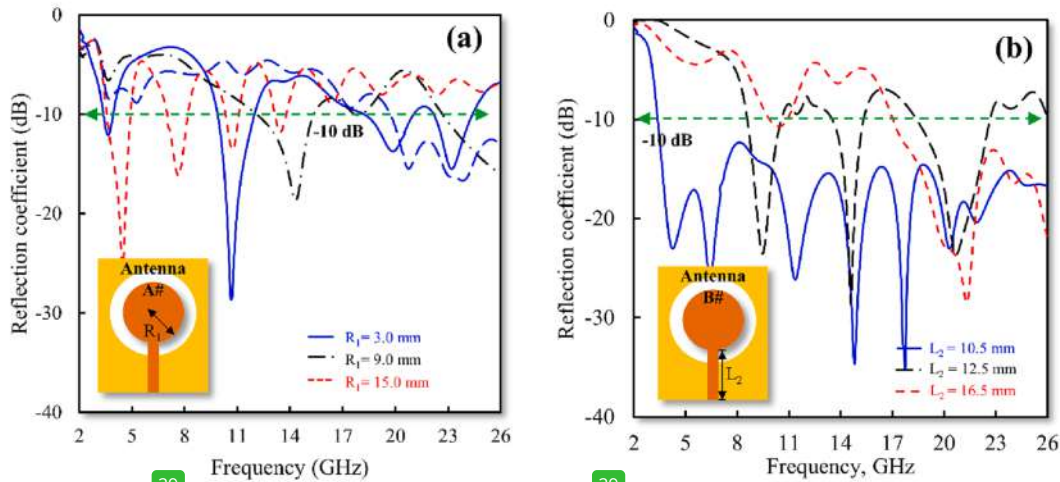 (a)
Reflection coefficient (dB)
0
-10
-20
-30
-40
-10 dB
Antenna
A#
R1
R1= 3.0 mm
R1= 9.0 mm
R1= 15.0 mm
2 5 8 11 14 17 20 23 26
Frequency (GHz)
(b)
Reflection coefficient (dB)
0
-10
-20
-30
-40
-10 dB
Antenna
B#
L2
L2 = 10.5 mm
L2 = 12.5 mm
L2 = 16.5 mm
2 5 8 11 14 17 20 23 26
Frequency, GHz